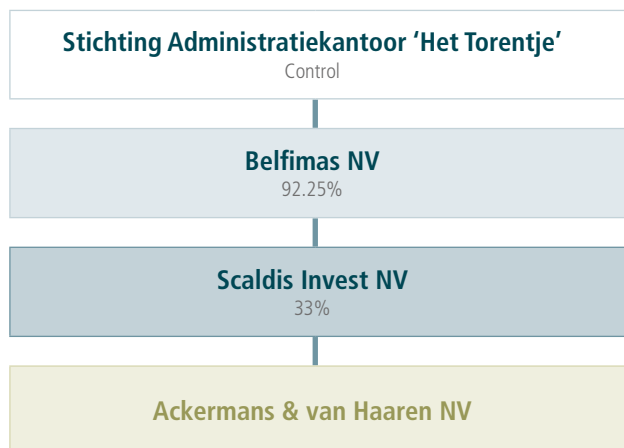 Stichting Administratiekantoor ‘Het Torentje’
Control
Belfimas NV
92.25%
Scaldis Invest NV
33%
Ackermans & van Haaren NV